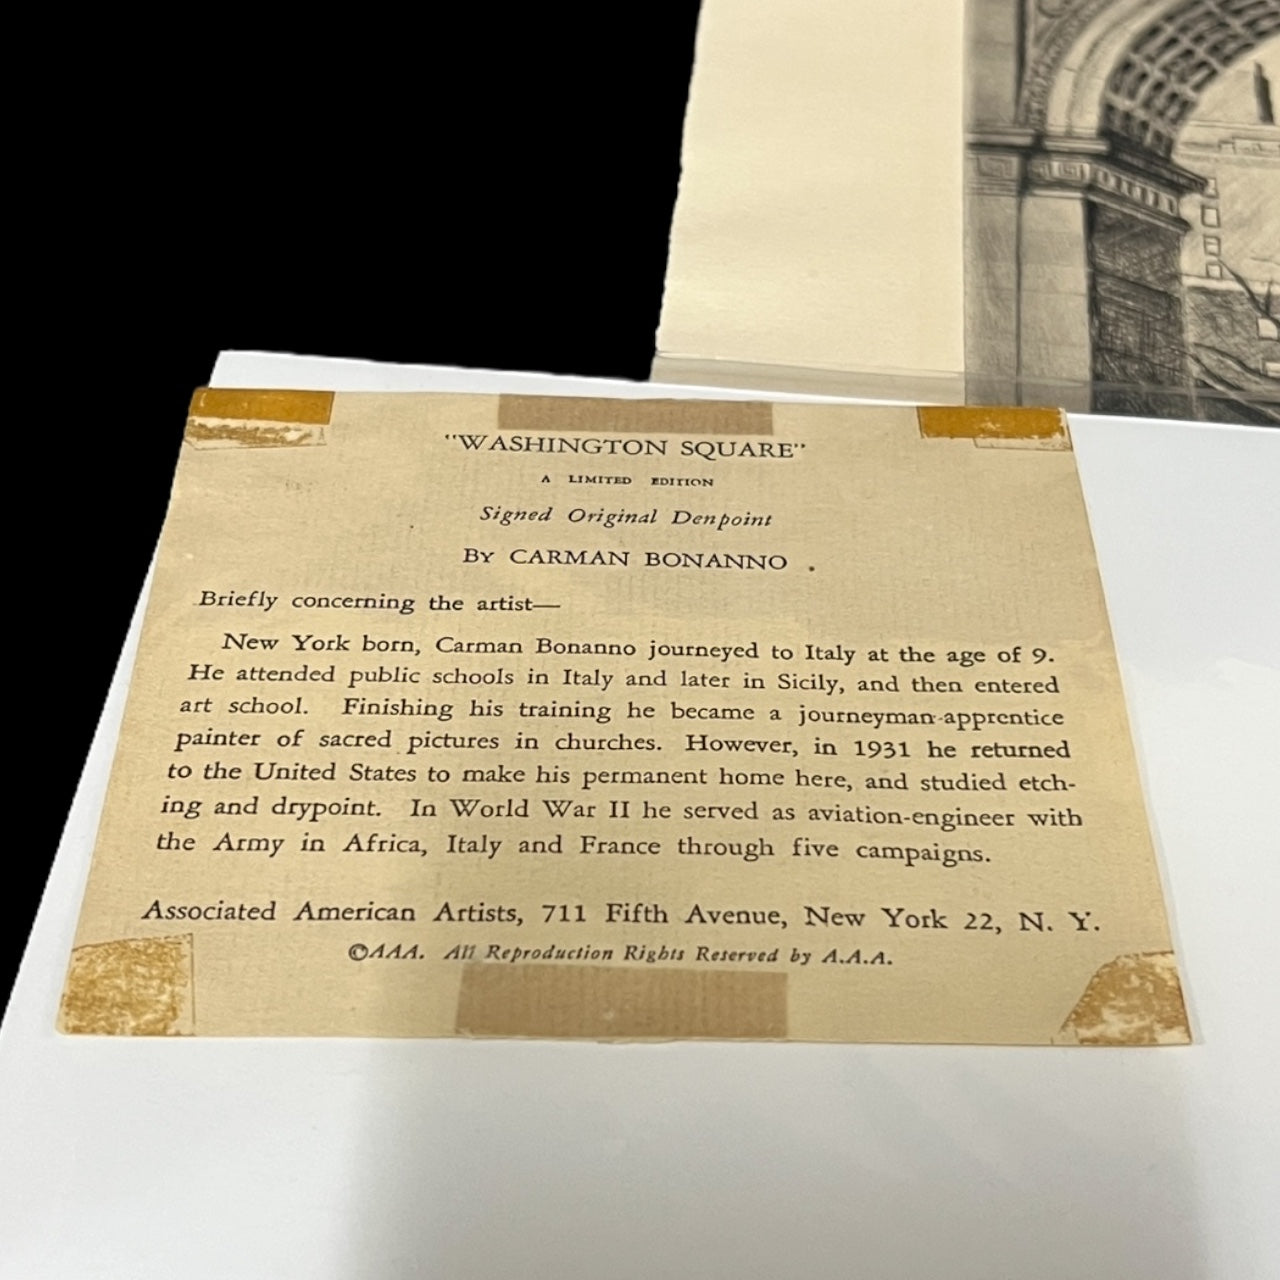 "WASHINGTON SQUARE"
A LIMITED EDITION
Signed Original Denpoint
BY CARMAN BONANNO .
Briefly concerning the artist—
New York born, Carman Bonanno journeyed to Italy at the age of 9.
He attended public schools in Italy and later in Sicily, and then entered
art school. Finishing his training he became a journeyman-apprentice
painter of sacred pictures in churches. However, in 1931 he returned
to the United States to make his permanent home here, and studied etch-
ing and drypoint. In World War II he served as aviation-engineer with
the Army in Africa, Italy and France through five campaigns.
Associated American Artists, 711 Fifth Avenue, New York 22, N. Y.
©AAA. All Reproduction Rights Reserved by A.A.A.